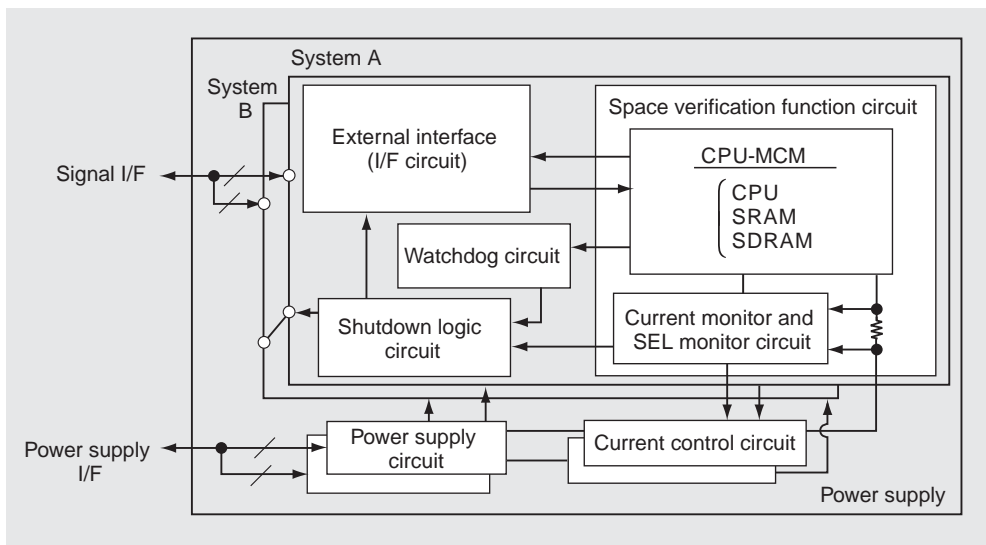 System A
System
B
External interface
(I/F circuit)
Space verification function circuit
CPU-MCM
CPU
SRAM
SDRAM
Signal I/F
Watchdog circuit
Shutdown logic
circuit
Current monitor and
SEL monitor circuit
Power supply
I/F
Power supply
circuit
Current control circuit
Power supply